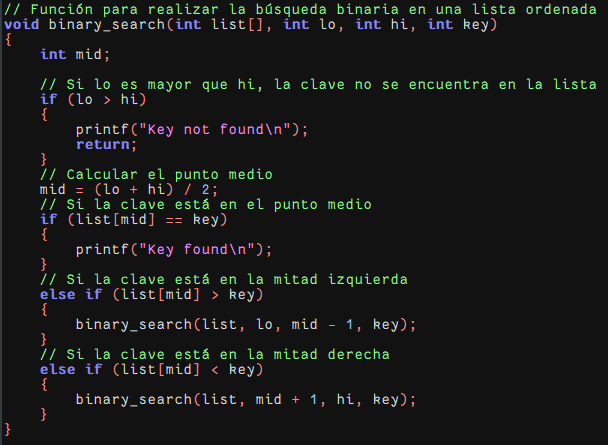 // Función para realizar la búsqueda binaria en una lista ordenada
void binary_search(int list[], int lo, int hi, int key)
{
    int mid;

    // Si lo es mayor que hi, la clave no se encuentra en la lista
    if (lo > hi)
    {
        printf("Key not found\n");
        return;
    }
    // Calcular el punto medio
    mid = (lo + hi) / 2;
    // Si la clave está en el punto medio
    if (list[mid] == key)
    {
        printf("Key found\n");
    }
    // Si la clave está en la mitad izquierda
    else if (list[mid] > key)
    {
        binary_search(list, lo, mid - 1, key);
    }
    // Si la clave está en la mitad derecha
    else if (list[mid] < key)
    {
        binary_search(list, mid + 1, hi, key);
    }
}